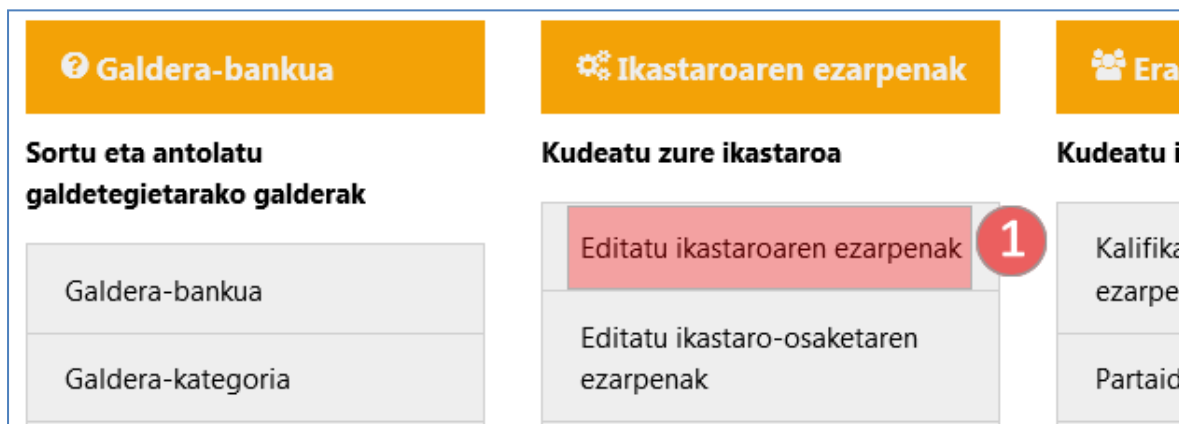 Galdera-bankua
Sortu eta antolatu
galdetegietarako galderak
Galdera-bankua
Galdera-kategoria
Ikastaroaren ezarpenak
Kudeatu zure ikastaroa
Editatu ikastaroaren ezarpenak
1
Editatu ikastaro-osaketaren
ezarpenak
Kudeatu